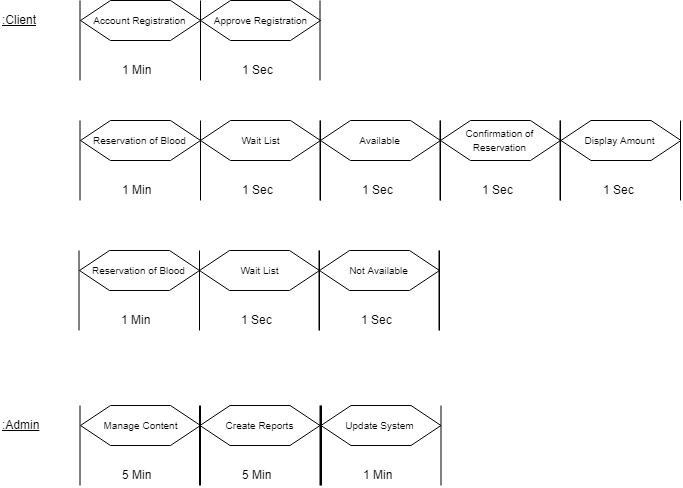 :Client
Account Registration
Approve Registration
1 Min
1 Sec
Reservation of Blood
Wait List
Available
Confirmation of
Reservation
Display Amount
1 Min
1 Sec
1 Sec
1 Sec
1 Sec
Reservation of Blood
Wait List
Not Available
1 Min
1 Sec
1 Sec
:Admin
Manage Content
Create Reports
Update System
5 Min
5 Min
1 Min